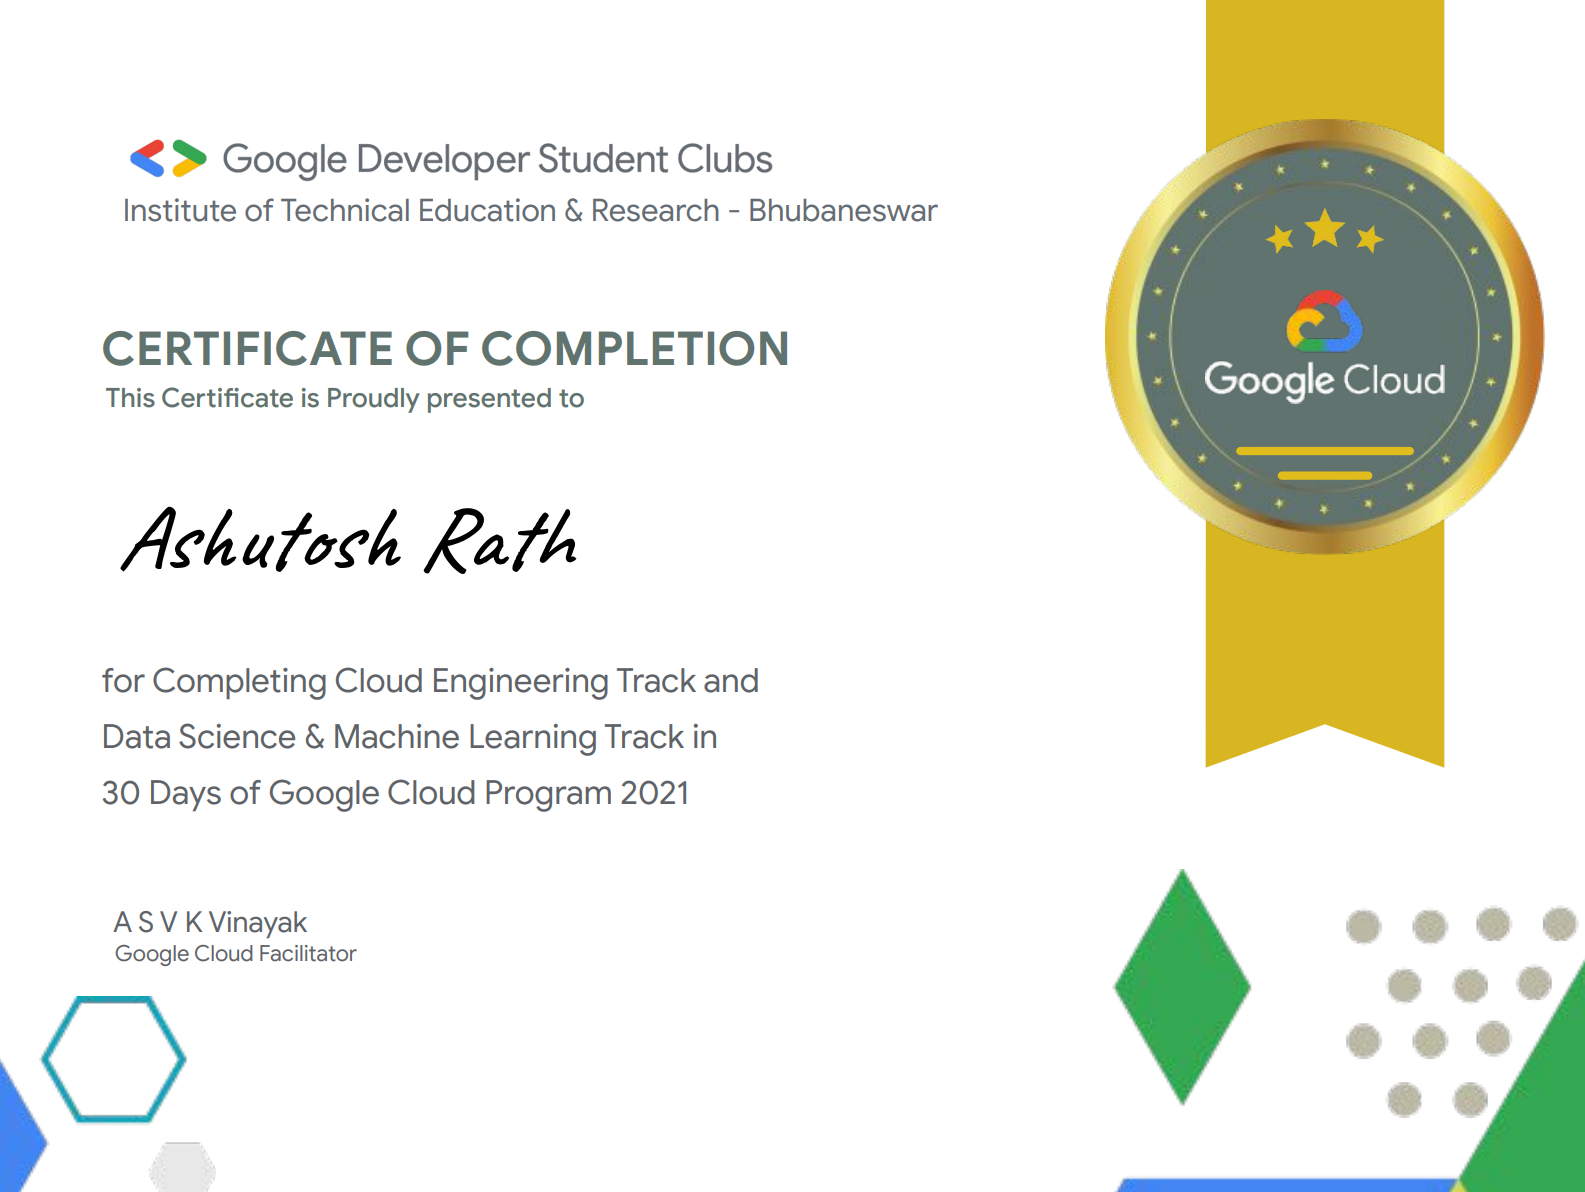 Google Developer Student Clubs
Institute of Technical Education & Research - Bhubaneswar
CERTIFICATE OF COMPLETION
This Certificate is Proudly presented to
Ashutosh Rath
for Completing Cloud Engineering Track and
Data Science & Machine Learning Track in
30 Days of Google Cloud Program 2021
A S V K Vinayak
Google Cloud Facilitator
Google Cloud